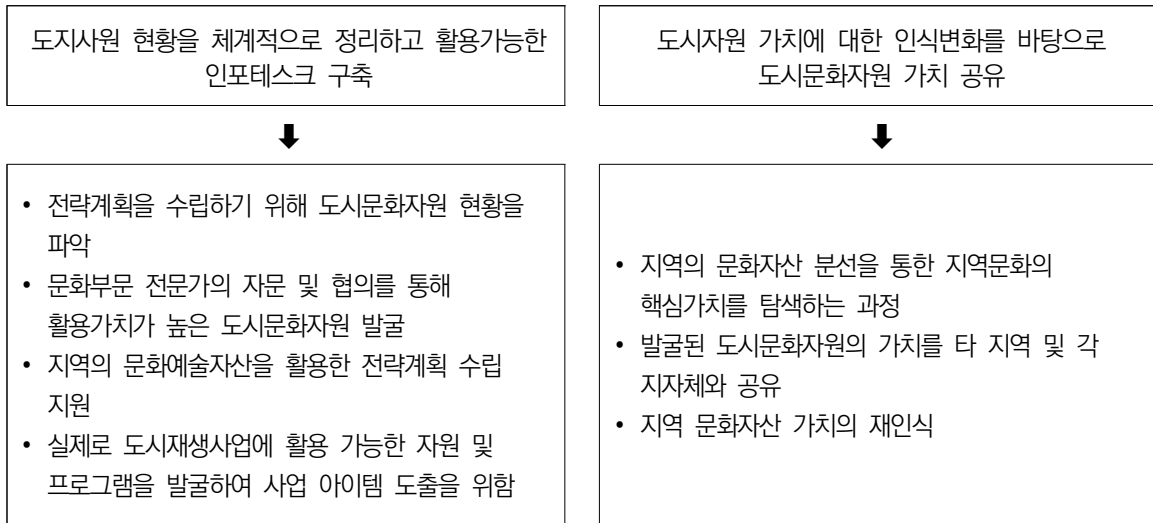 도지사원 현황을 체계적으로 정리하고 활용가능한
인포테스크 구축
도시자원 가치에 대한 인식변화를 바탕으로
도시문화자원 가치 공유
• 전략계획을 수립하기 위해 도시문화자원 현황을
파악
• 문화부문 전문가의 자문 및 협의를 통해
활용가치가 높은 도시문화자원 발굴
• 지역의 문화예술자산을 활용한 전략계획 수립
지원
• 실제로 도시재생사업에 활용 가능한 자원 및
프로그램을 발굴하여 사업 아이템 도출을 위함
• 지역의 문화자산 분선을 통한 지역문화의
핵심가치를 탐색하는 과정
• 발굴된 도시문화자원의 가치를 타 지역 및 각
지자체와 공유
• 지역 문화자산 가치의 재인식